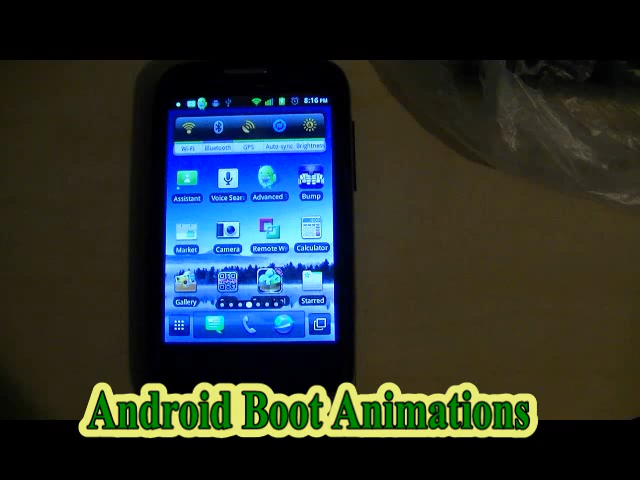 8:16 PM
Wi-Fi Bluetooth GPS Auto-sync Brightness
Assistant Voice Sear Advanced Bump
Market Camera Remote W Calculator
Gallery Starred
Android Boot Animations